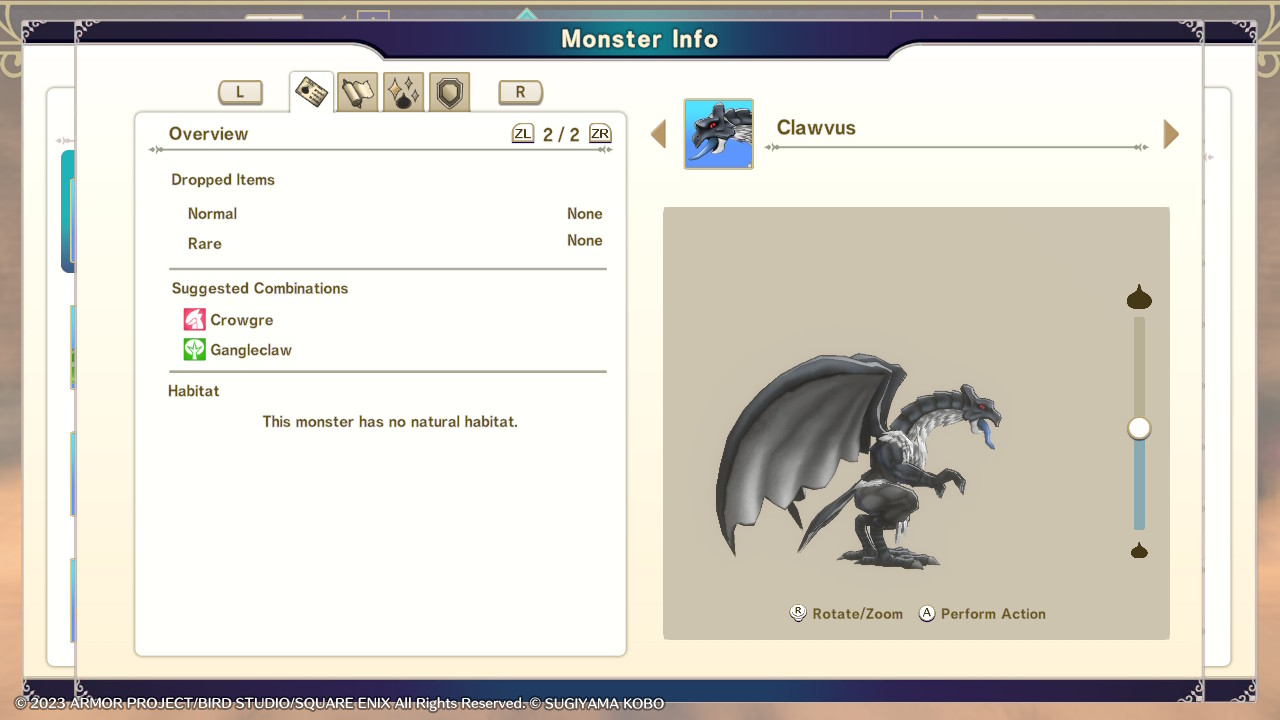 Monster Info
L
R
Overview
ZL 2 / 2 ZR
Dropped Items
Normal None
Rare None
Suggested Combinations
Crowgre
Gangleclaw
Habitat
This monster has no natural habitat.
Clawvus
R Rotate/Zoom A Perform Action
© 2023 ARMOR PROJECT/BIRD STUDIO/SQUARE ENIX All Rights Reserved. © SUGIYAMA KOBO